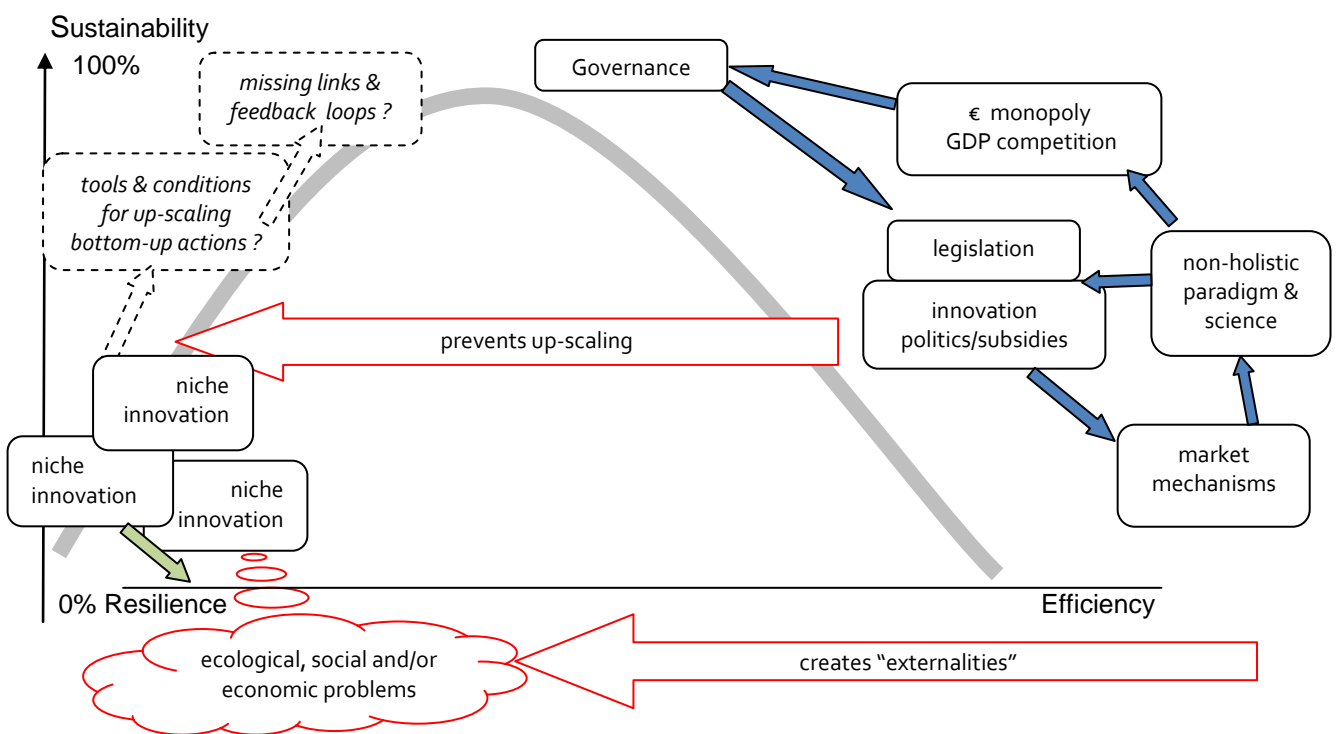 Sustainability
100%
missing links &
feedback loops ?
tools & conditions
for up-scaling
bottom-up actions ?
Governance
€ monopoly
GDP competition
legislation
innovation
politics/subsidies
non-holistic
paradigm &
science
market
mechanisms
prevents up-scaling
niche
innovation
niche
innovation
niche
innovation
0% Resilience
Efficiency
ecological, social and/or
economic problems
creates “externalities”